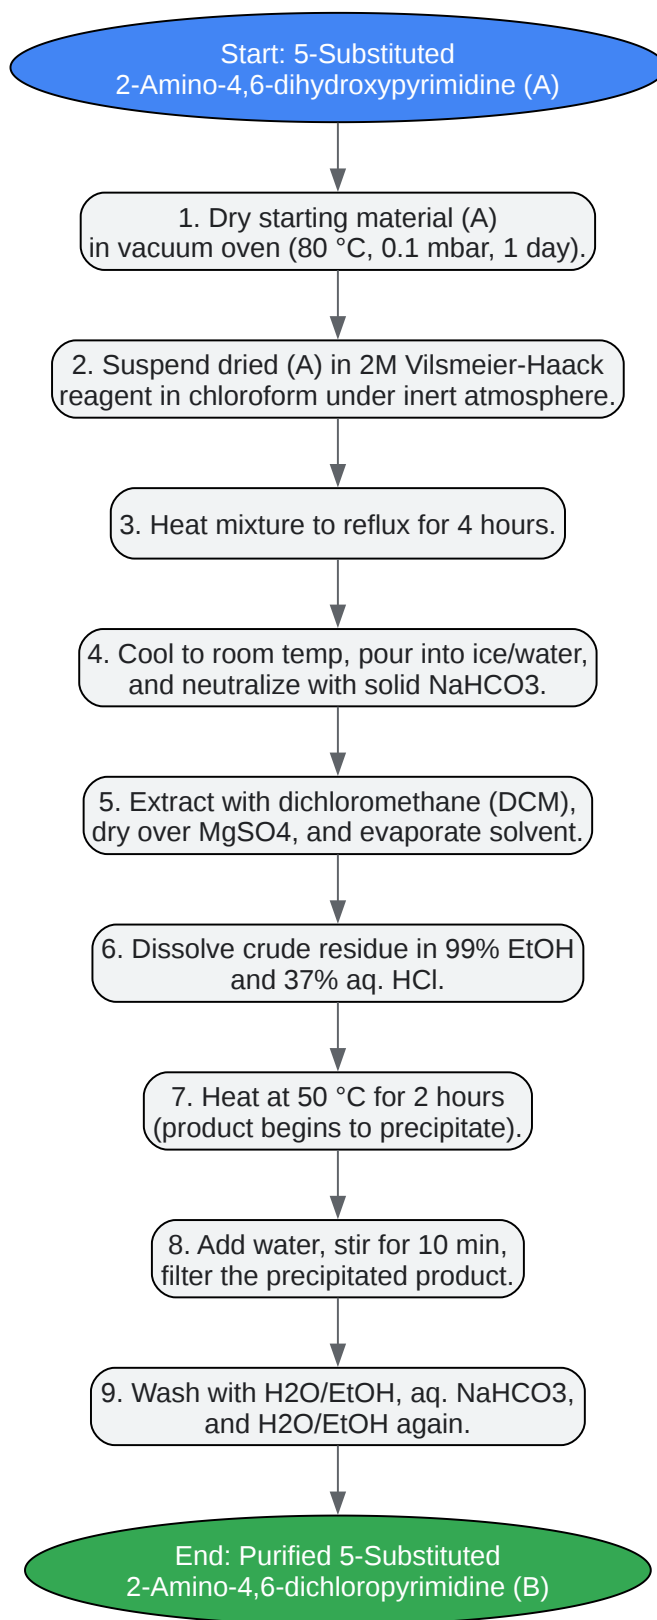 Start: 5-Substituted
2-Amino-4,6-dihydroxypyrimidine (A)
1. Dry starting material (A)
in vacuum oven (80 °C, 0.1 mbar, 1 day).
2. Suspend dried (A) in 2M Vilsmeier-Haack
reagent in chloroform under inert atmosphere.
3. Heat mixture to reflux for 4 hours.
4. Cool to room temp, pour into ice/water,
and neutralize with solid NaHCO3.
5. Extract with dichloromethane (DCM),
dry over MgSO4, and evaporate solvent.
6. Dissolve crude residue in 99% EtOH
and 37% aq. HCl.
7. Heat at 50 °C for 2 hours
(product begins to precipitate).
8. Add water, stir for 10 min,
filter the precipitated product.
9. Wash with H2O/EtOH, aq. NaHCO3,
and H2O/EtOH again.
End: Purified 5-Substituted
2-Amino-4,6-dichloropyrimidine (B)